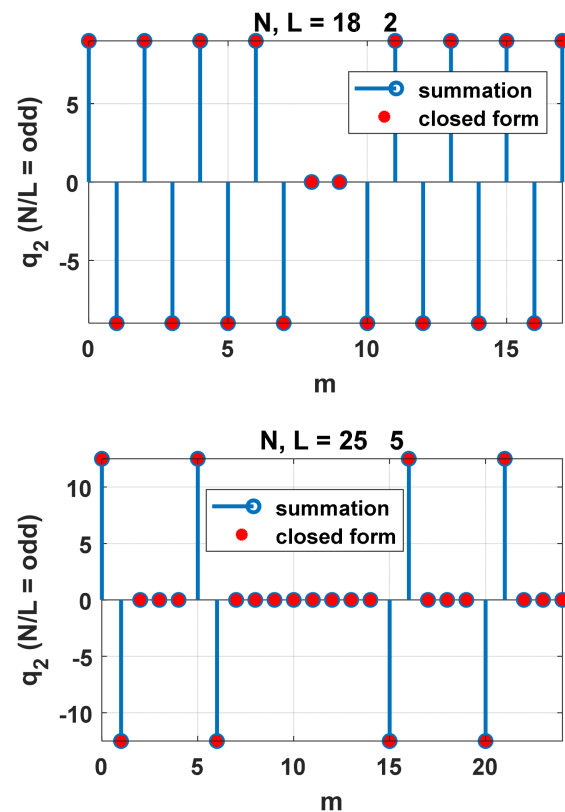 N, L = 18 2
5
0
-5
q2 (N/L = odd)
summation
closed form
0 5 10 15
m
N, L = 25 5
10
5
0
-5
-10
q2 (N/L = odd)
summation
closed form
0 5 10 15 20
m